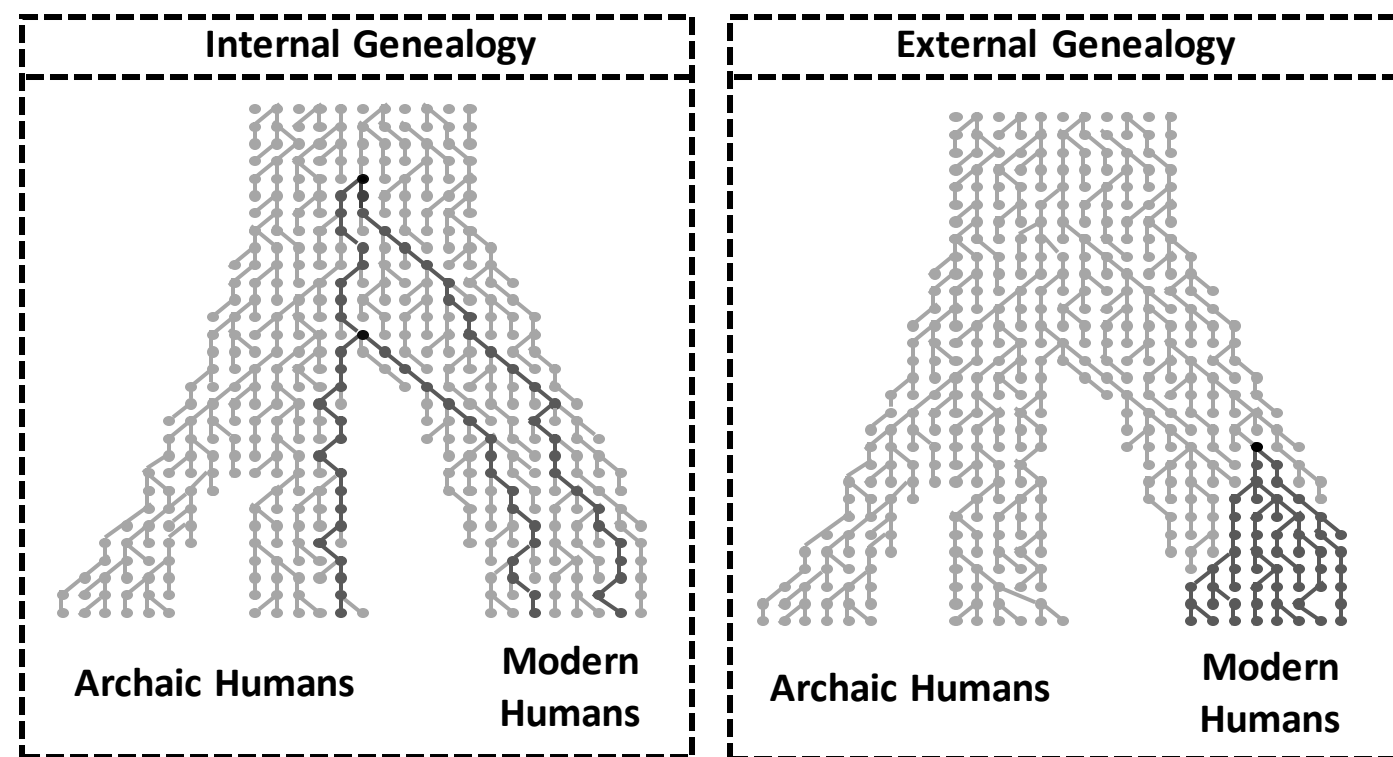 Internal Genealogy
Archaic Humans
Modern
Humans
External Genealogy
Archaic Humans
Modern
Humans